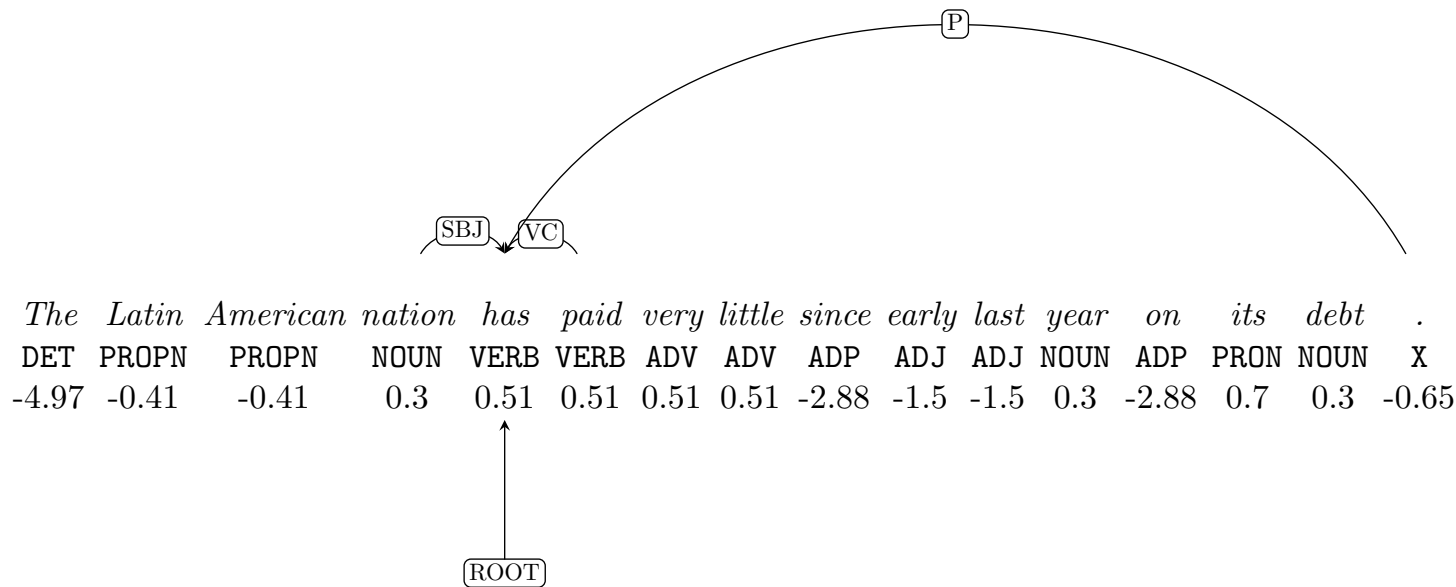 P
SBJ VC
The Latin American nation has paid very little since early last year on its debt .
DET PROPN PROPN NOUN VERB VERB ADV ADV ADP ADJ ADJ NOUN ADP PRON NOUN X
-4.97 -0.41 -0.41 0.3 0.51 0.51 0.51 0.51 -2.88 -1.5 -1.5 0.3 -2.88 0.7 0.3 -0.65
ROOT